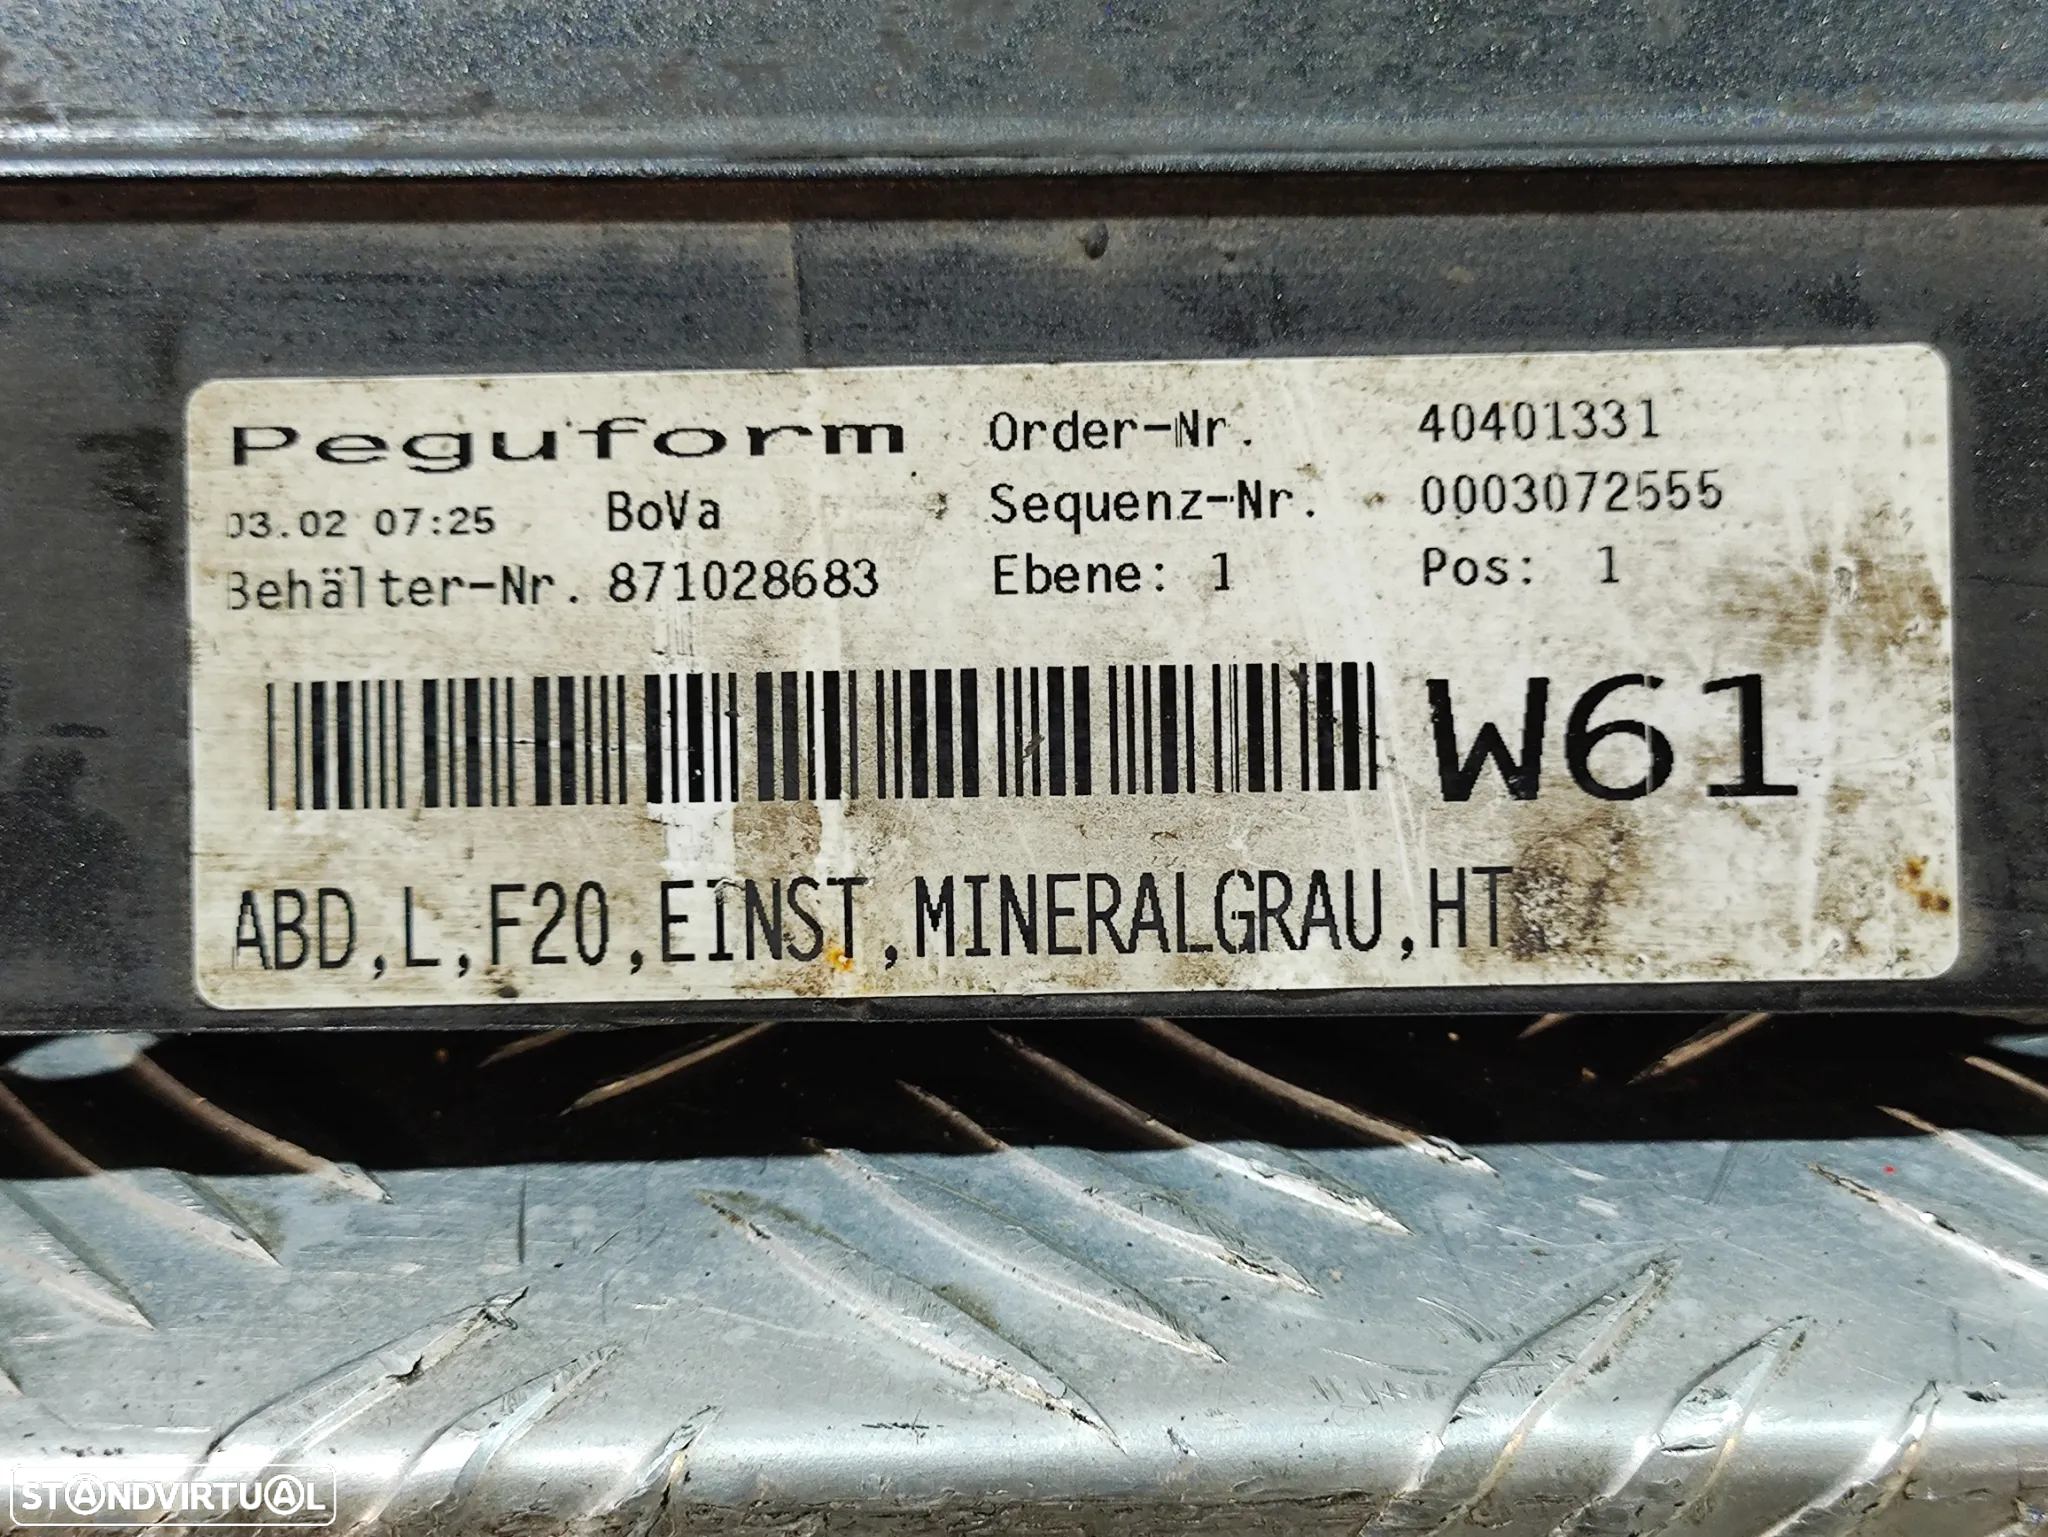 Peguform Order-Nr. 40401331
03.02 07:25 BoVa Sequenz-Nr. 0003072555
Behälter-Nr. 871028683 Ebene: 1 Pos: 1
W61
ABD,L,F20,EINST,MINERALGRAU,HT
STANDVIRTUAL